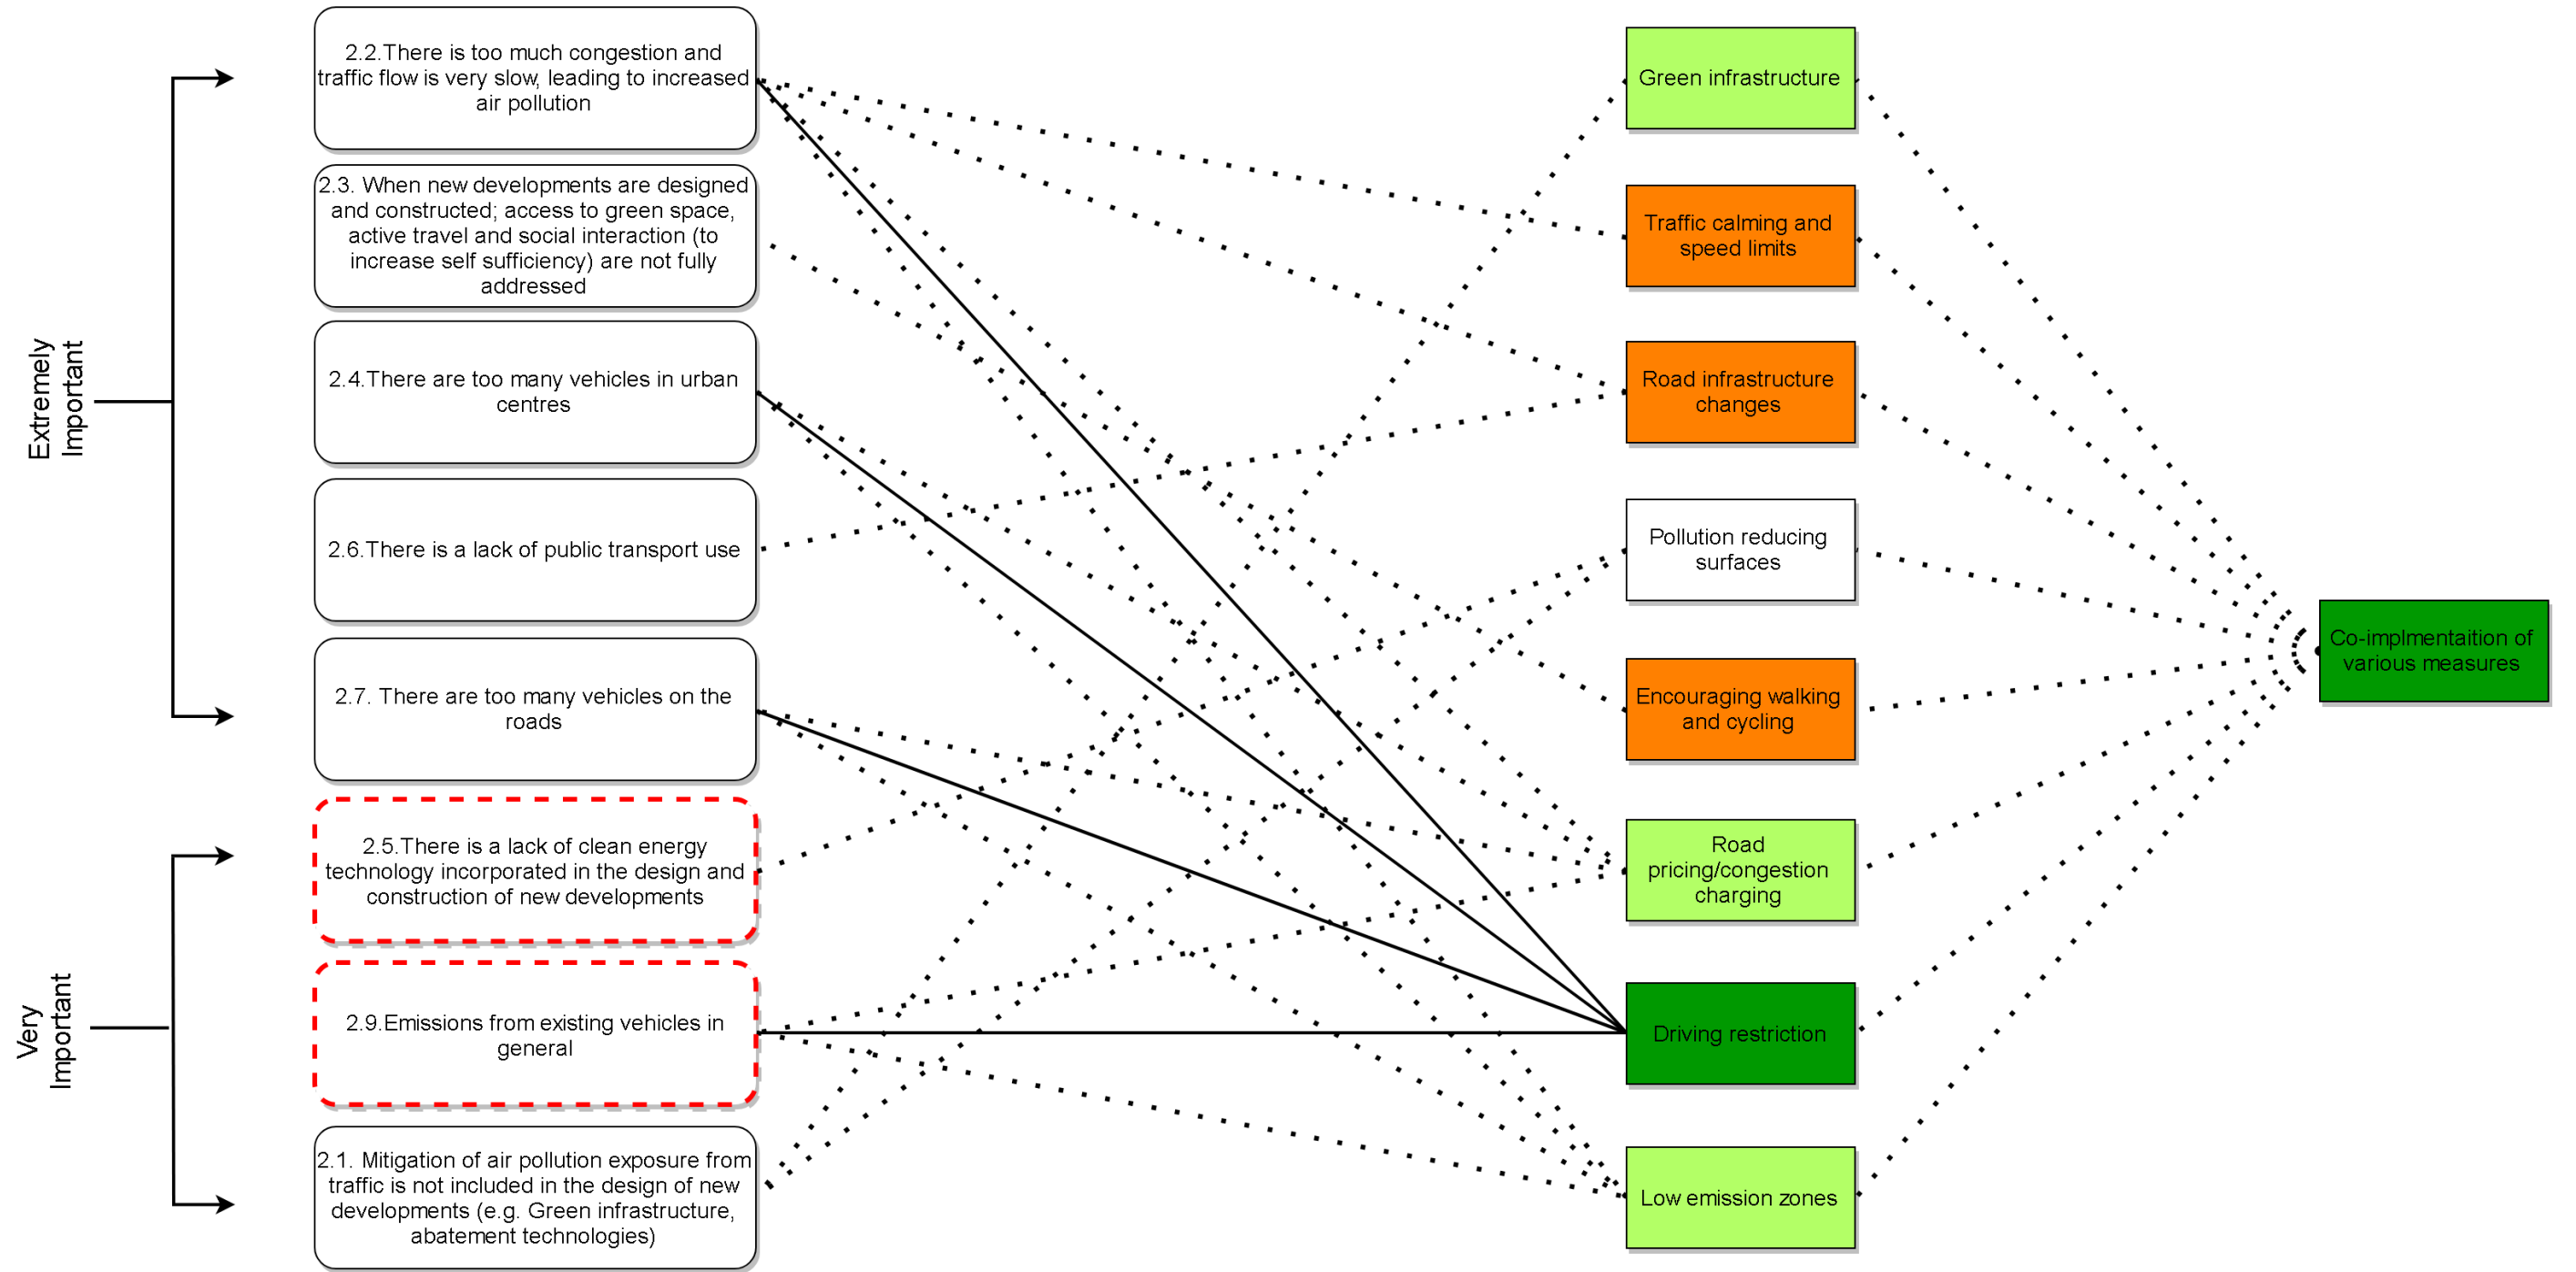 Extremely
Important
2.2.There is too much congestion and
traffic flow is very slow, leading to increased
air pollution
2.3. When new developments are designed
and constructed; access to green space,
active travel and social interaction (to
increase self sufficiency) are not fully
addressed
2.4.There are too many vehicles in urban
centres
2.6.There is a lack of public transport use
2.7. There are too many vehicles on the
roads
Very
Important
2.5.There is a lack of clean energy
technology incorporated in the design and
construction of new developments
2.9.Emissions from existing vehicles in
general
2.1. Mitigation of air pollution exposure from
traffic is not included in the design of new
developments (e.g. Green infrastructure,
abatement technologies)
Green infrastructure
Traffic calming and
speed limits
Road infrastructure
changes
Pollution reducing
surfaces
Encouraging walking
and cycling
Road
pricing/congestion
charging
Driving restriction
Low emission zones
Co-implmentaition of
various measures